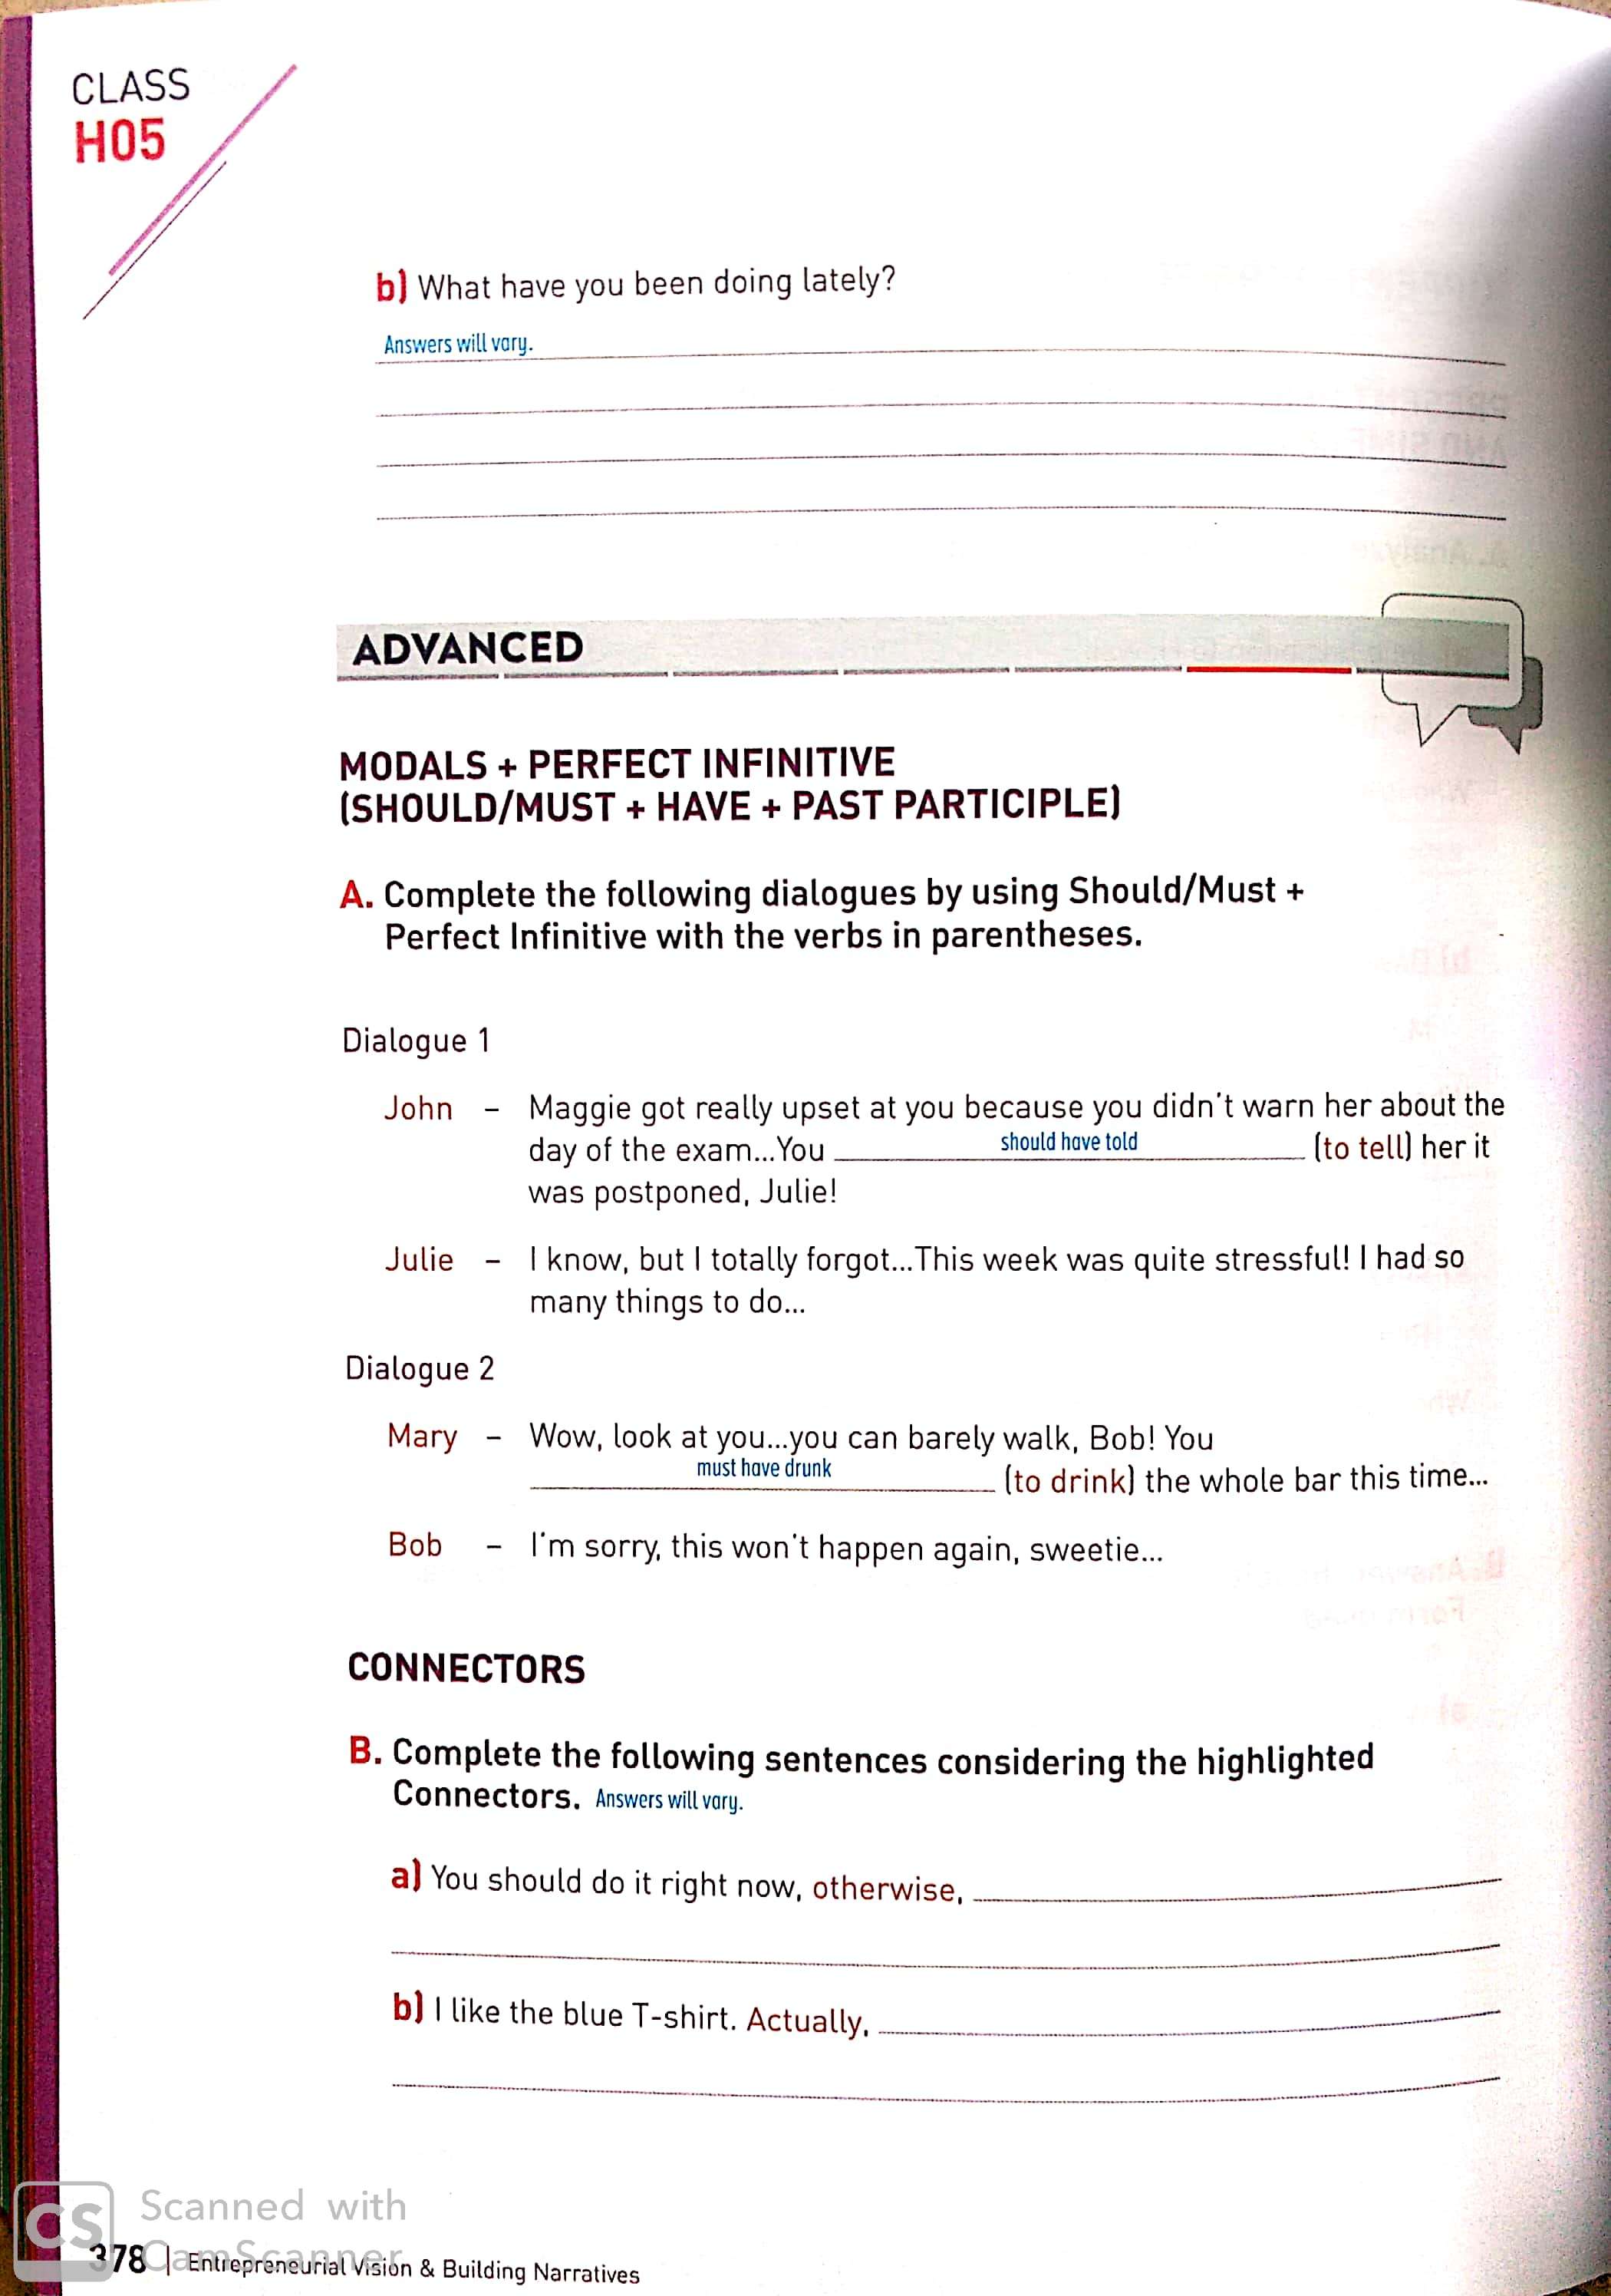 CLASS
H05
b) What have you been doing lately?
Answers will vary.
ADVANCED
MODALS + PERFECT INFINITIVE
(SHOULD/MUST + HAVE + PAST PARTICIPLE)
A. Complete the following dialogues by using Should/Must +
Perfect Infinitive with the verbs in parentheses.
Dialogue 1
John – Maggie got really upset at you because you didn't warn her about the
day of the exam...You should have told (to tell) her it
was postponed, Julie!
Julie – I know, but I totally forgot...This week was quite stressful! I had so
many things to do...
Dialogue 2
Mary – Wow, look at you...you can barely walk, Bob! You
must have drunk (to drink) the whole bar this time...
Bob – I'm sorry, this won't happen again, sweetie...
CONNECTORS
B. Complete the following sentences considering the highlighted
Connectors. Answers will vary.
a) You should do it right now, otherwise,
b) I like the blue T-shirt. Actually,
CS Scanned with
CamScanner
378 | Entrepreneurial Vision & Building Narratives